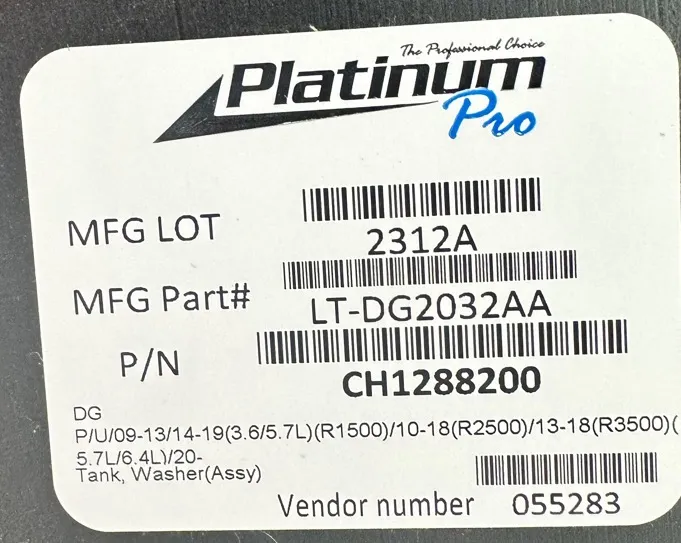 The Professional Choice
Platinum
Pro
MFG LOT
2312A
MFG Part#
LT-DG2032AA
P/N
CH1288200
DG
P/U/09-13/14-19(3.6/5.7L)(R1500)/10-18(R2500)/13-18(R3500)(
5.7L/6.4L)/20-
Tank, Washer(Assy)
Vendor number 055283